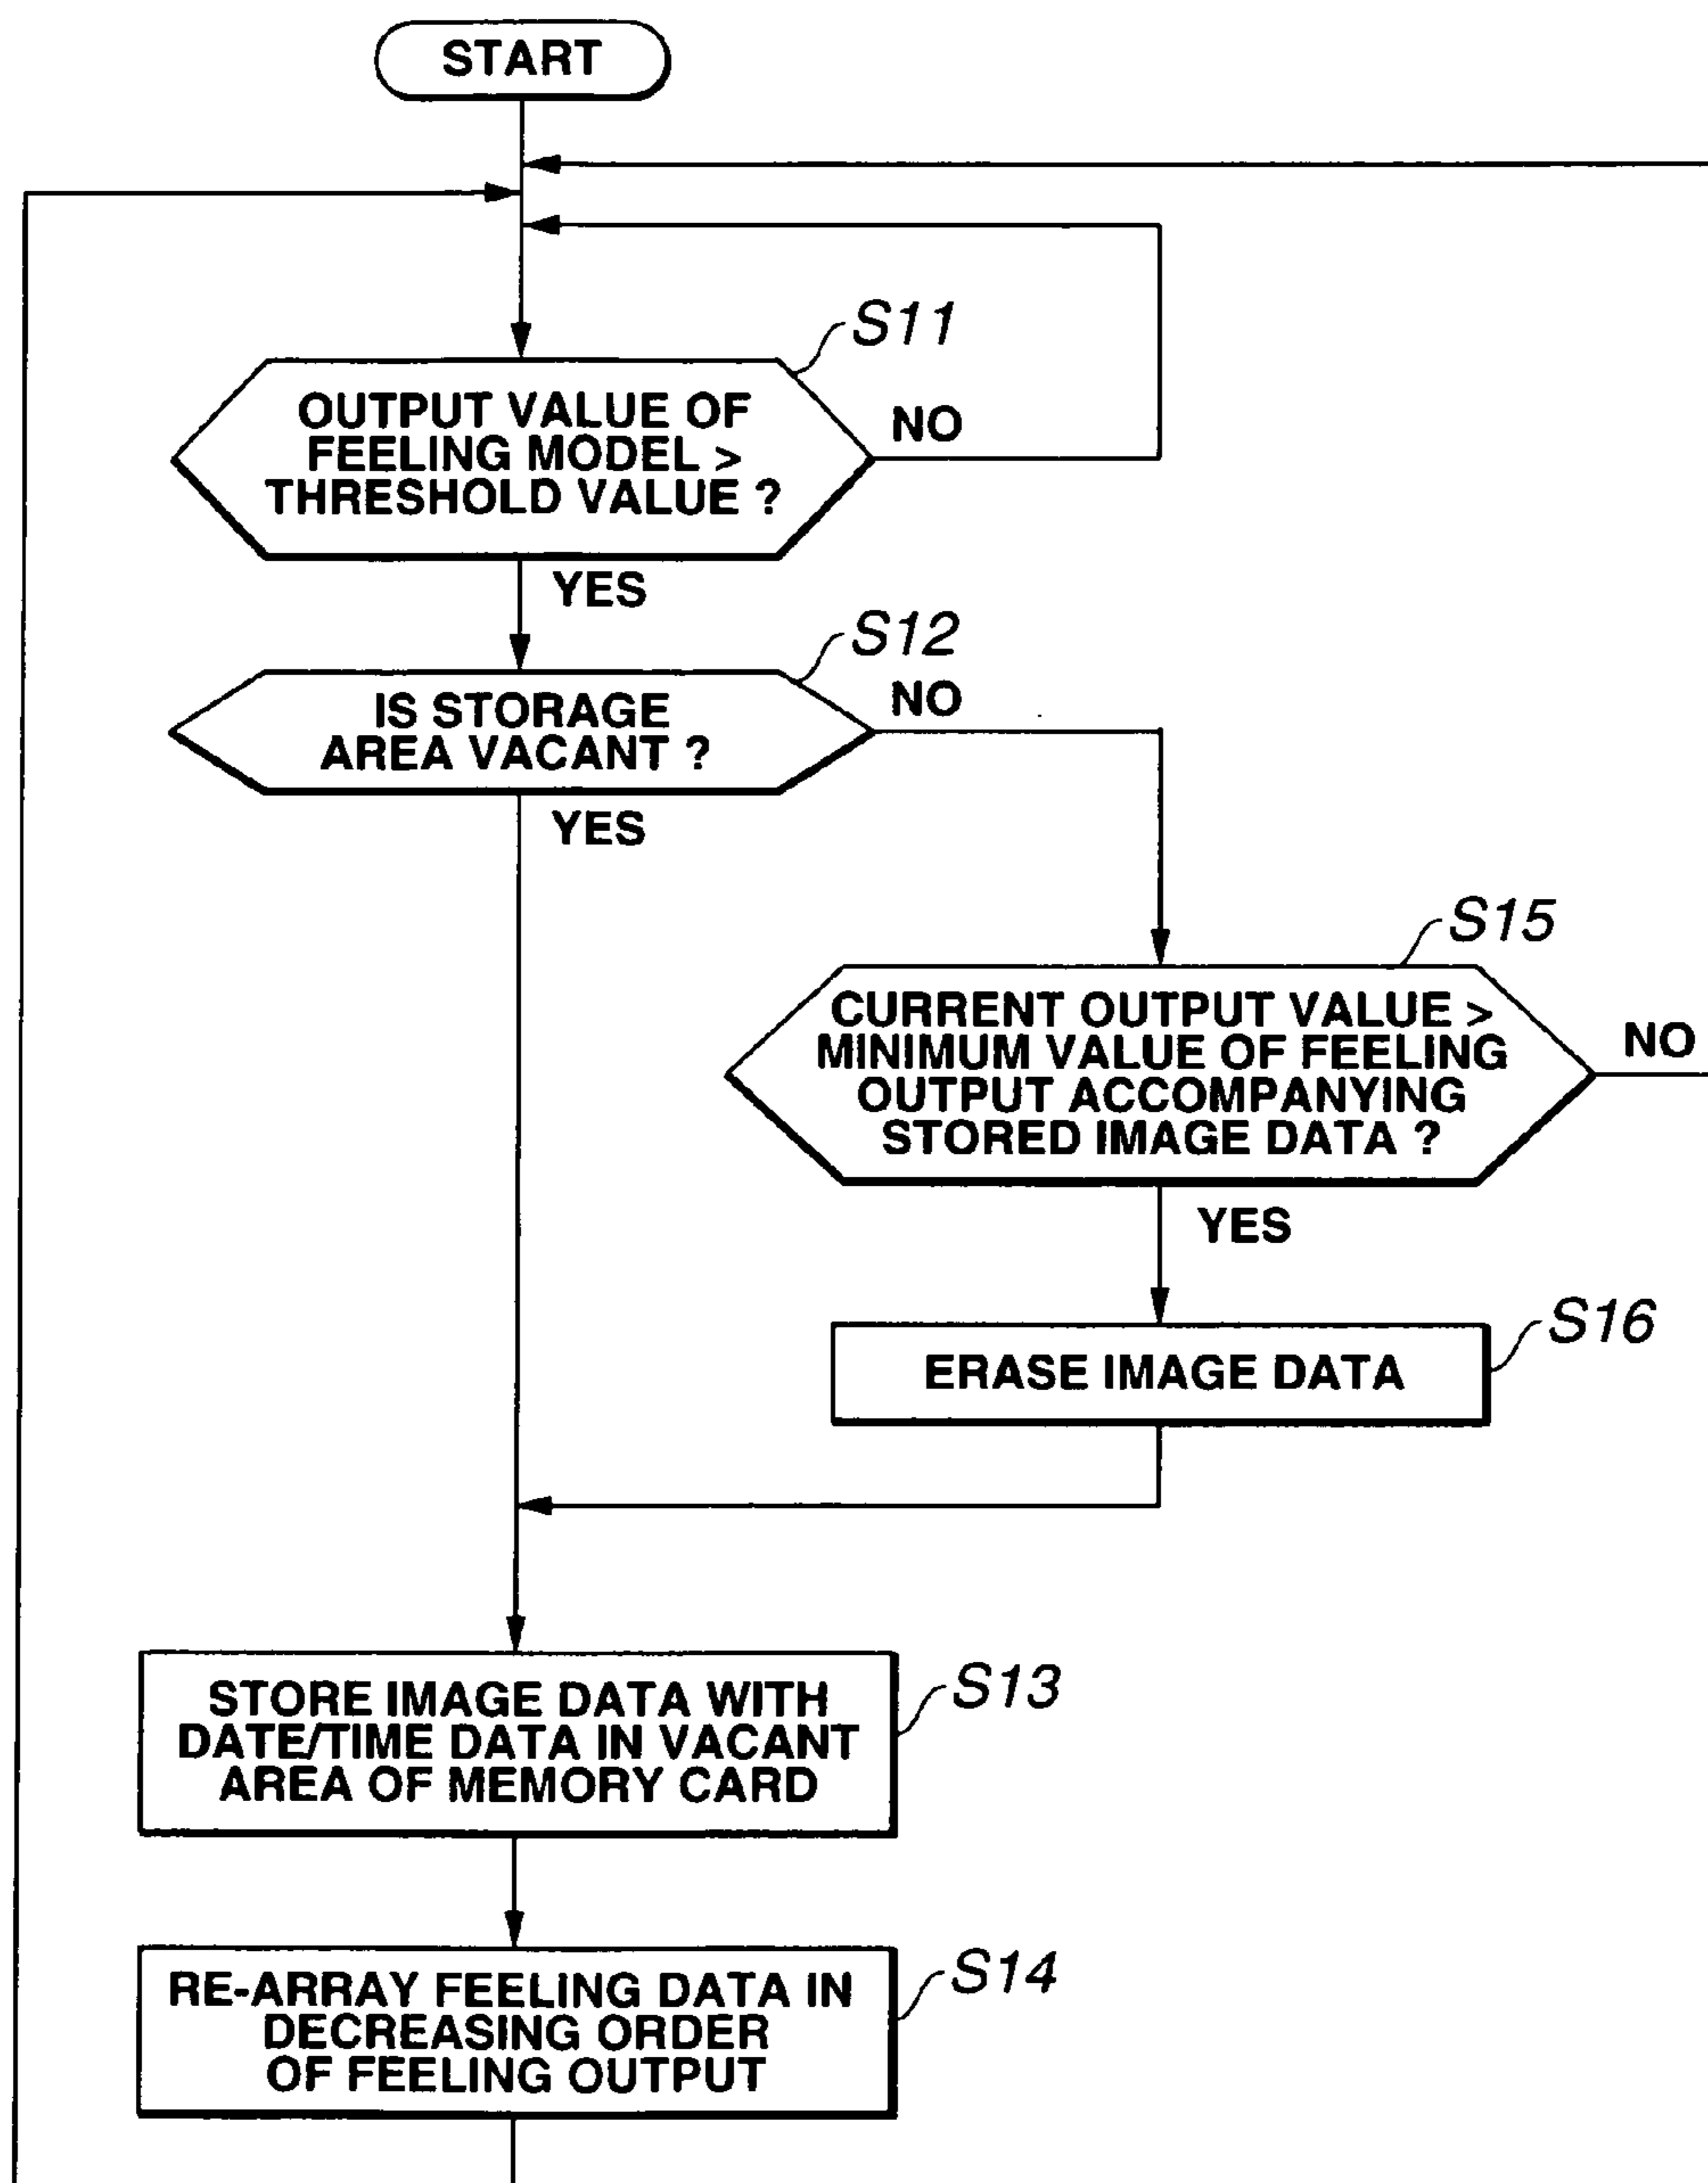 START
S11
OUTPUT VALUE OF
FEELING MODEL >
THRESHOLD VALUE ?
NO
YES
S12
IS STORAGE
AREA VACANT ?
NO
YES
S15
CURRENT OUTPUT VALUE >
MINIMUM VALUE OF FEELING
OUTPUT ACCOMPANYING
STORED IMAGE DATA ?
NO
YES
S16
ERASE IMAGE DATA
S13
STORE IMAGE DATA WITH
DATE/TIME DATA IN VACANT
AREA OF MEMORY CARD
S14
RE-ARRAY FEELING DATA IN
DECREASING ORDER
OF FEELING OUTPUT